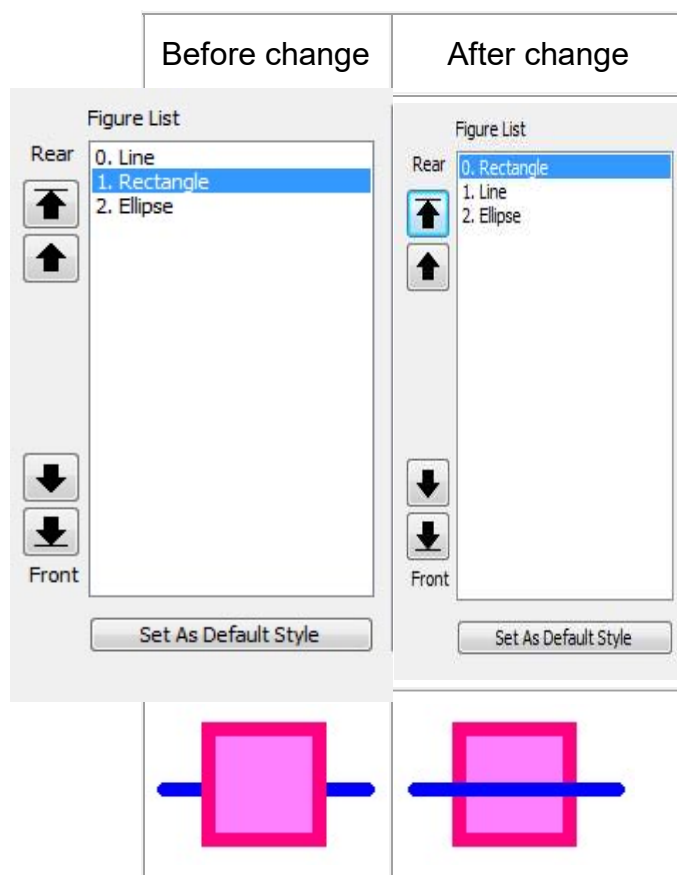 Before change
After change
Figure List
Rear
0. Line
1. Rectangle
2. Ellipse
Front
Set As Default Style
Figure List
Rear
0. Rectangle
1. Line
2. Ellipse
Front
Set As Default Style